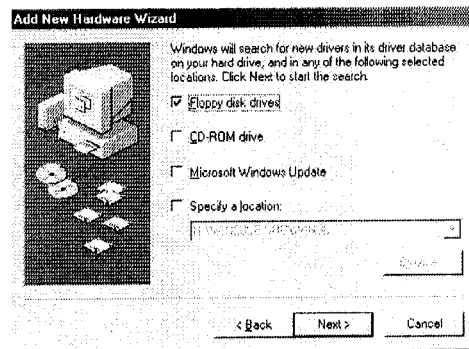 Add New Hardware Wizard
Windows will search for new drivers in its driver database
on your hard drive, and in any of the following selected
locations. Click Next to start the search.
Floppy disk drives
CD-ROM drive
Microsoft Windows Update
Specify a location:
< Back
Next >
Cancel